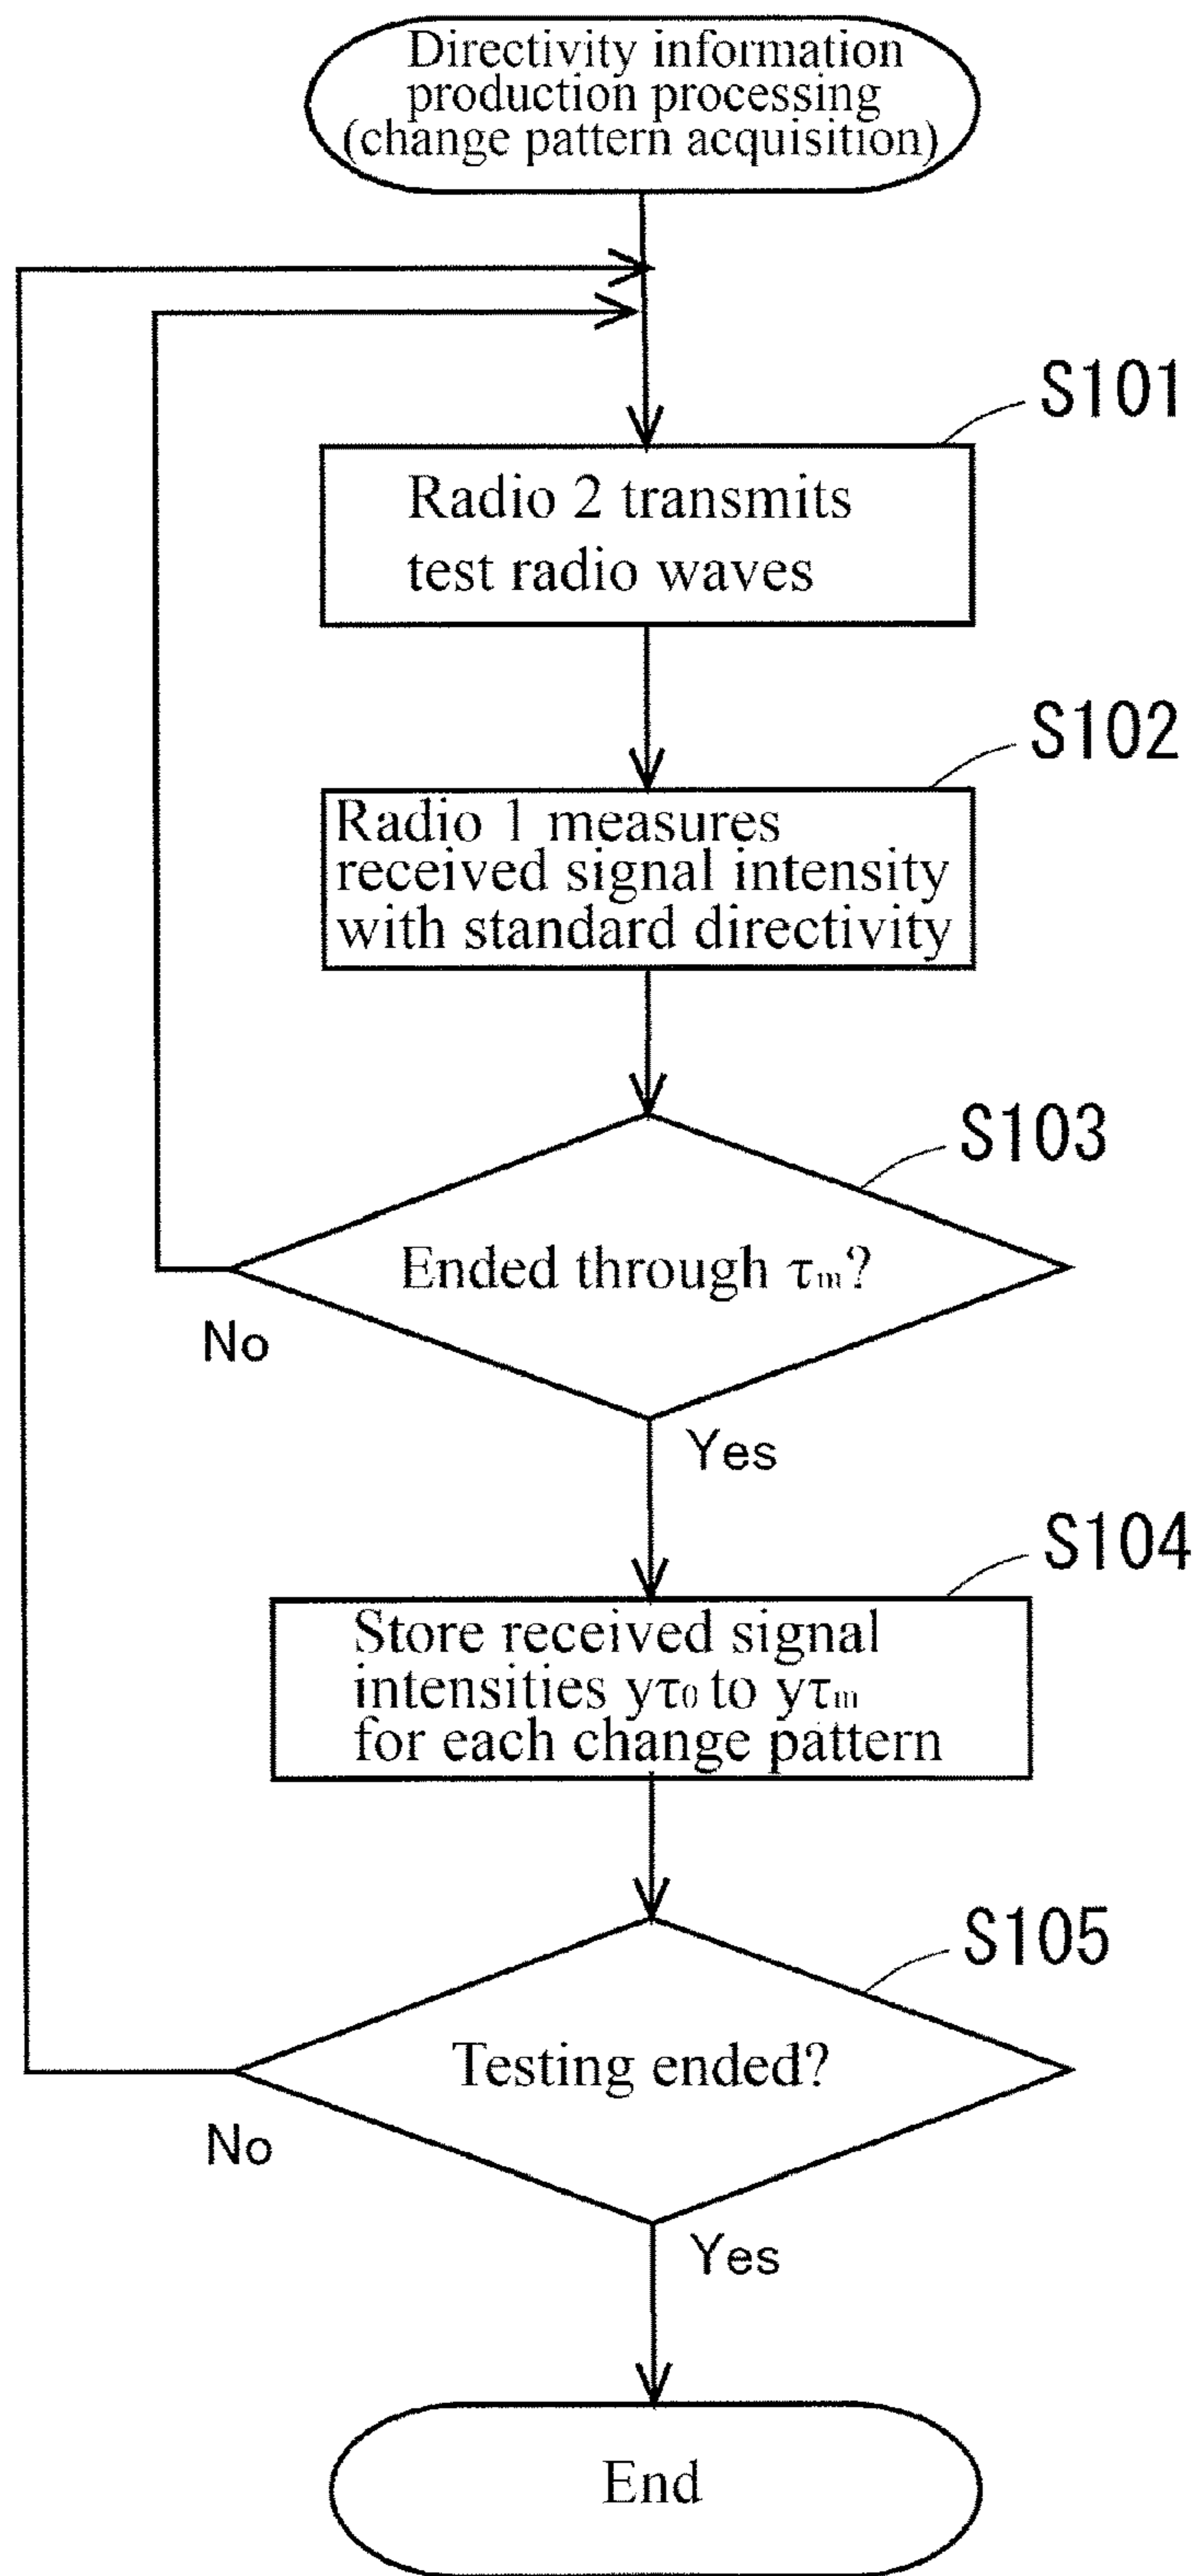 Directivity information
production processing
(change pattern acquisition)
S101
Radio 2 transmits
test radio waves
S102
Radio 1 measures
received signal intensity
with standard directivity
S103
Ended through τₘ?
No
Yes
S104
Store received signal
intensities yτ₀ to yτₘ
for each change pattern
S105
Testing ended?
No
Yes
End